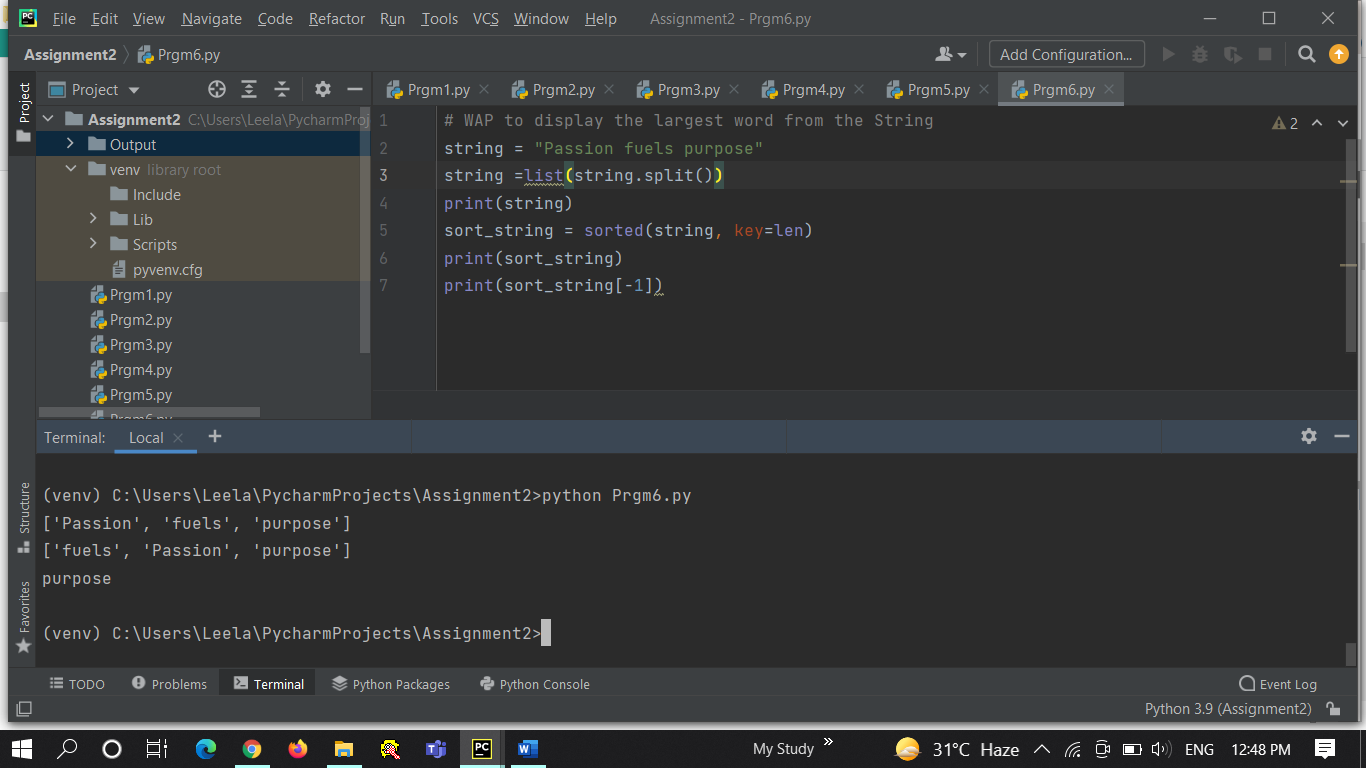 PC File Edit View Navigate Code Refactor Run Tools VCS Window Help Assignment2 - Prgm6.py
Assignment2 Prgm6.py Add Configuration...
Project
Project
Prgm1.py Prgm2.py Prgm3.py Prgm4.py Prgm5.py Prgm6.py
Assignment2 C:\Users\Leela\PycharmProj
Output
venv library root
Include
Lib
Scripts
pyvenv.cfg
Prgm1.py
Prgm2.py
Prgm3.py
Prgm4.py
Prgm5.py
Prgm6.py
2
1 # WAP to display the largest word from the String
2 string = "Passion fuels purpose"
3 string =list(string.split())
4 print(string)
5 sort_string = sorted(string, key=len)
6 print(sort_string)
7 print(sort_string[-1])
Terminal: Local
(venv) C:\Users\Leela\PycharmProjects\Assignment2>python Prgm6.py
['Passion', 'fuels', 'purpose']
['fuels', 'Passion', 'purpose']
purpose
(venv) C:\Users\Leela\PycharmProjects\Assignment2>
Structure
Favorites
TODO Problems Terminal Python Packages Python Console Event Log
Python 3.9 (Assignment2)
PC W My Study 31°C Haze ENG 12:48 PM